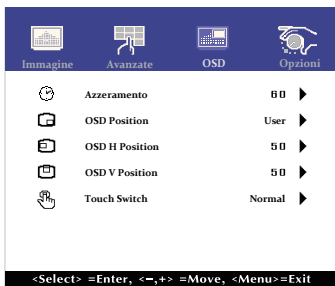 Immagine Avanzate OSD Opzioni
Azzeramento 60
OSD Position User
OSD H Position 50
OSD V Position 50
Touch Switch Normal
<Select> =Enter, <−,+> =Move, <Menu>=Exit